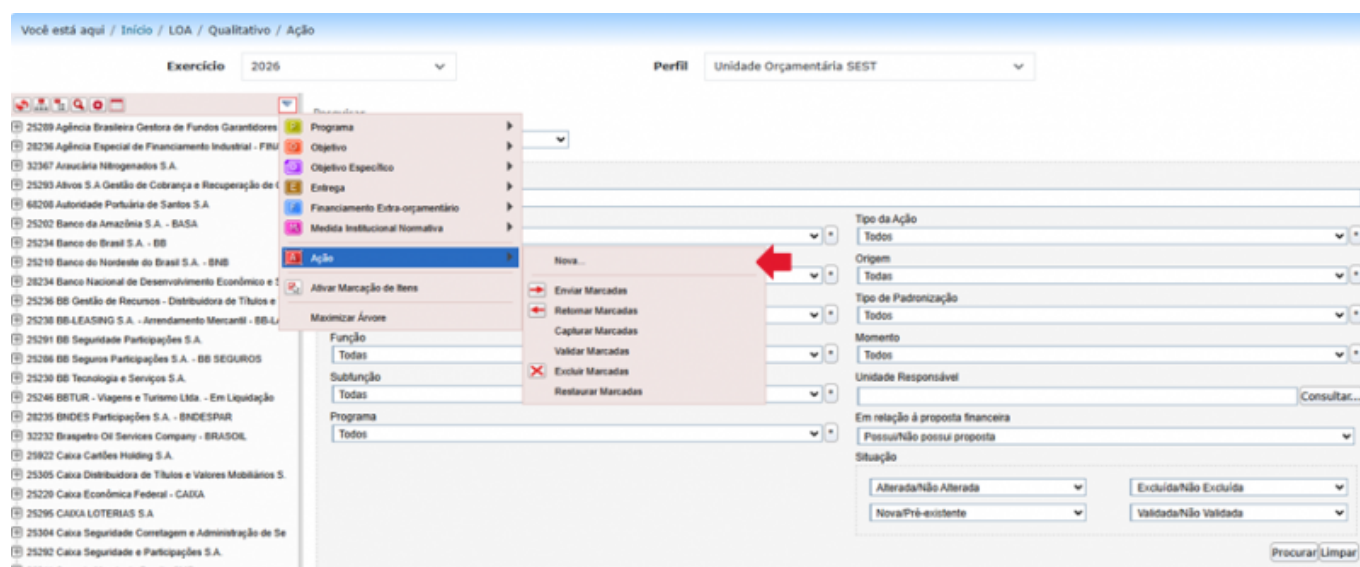 Você está aqui / Início / LOA / Qualitativo / Ação
Exercício 2026
Perfil Unidade Orçamentária SEST
25289 Agência Brasileira Gestora de Fundos Garantidores
28236 Agência Especial de Financiamento Industrial -
32367 Araucária Nitrogenados S.A.
25293 Ativos S.A Gestão de Cobrança e Recuperação de
68208 Autoridade Portuária de Santos S.A
25202 Banco da Amazônia S.A. - BASA
25234 Banco do Brasil S.A. - BB
25210 Banco do Nordeste do Brasil S.A. - BNB
28234 Banco Nacional de Desenvolvimento Econômico e
25236 BB Gestão de Recursos - Distribuidora de Títulos e
25238 BB-LEASING S.A. - Arrendamento Mercantil -
25291 BB Seguridade Participações S.A.
25286 BB Seguros Participações S.A. - BB SEGUROS
25230 BB Tecnologia e Serviços S.A.
25246 BBTUR - Viagens e Turismo Ltda. - Em Liquidação
28235 BNDES Participações S.A. - BNDESPAR
32232 Braspetro Oil Services Company - BRASOIL
25922 Caixa Cartões Holding S.A.
25305 Caixa Distribuidora de Títulos e Valores Mobiliários S.
25220 Caixa Econômica Federal - CAIXA
25295 CAIXA LOTERIAS S.A
25304 Caixa Seguridade Corretagem e Administração de Se
25292 Caixa Seguridade e Participações S.A.
Programa
Objetivo
Objetivo Específico
Entrega
Financiamento Extra-orçamentário
Medida Institucional Normativa
Ação
Ativar Marcação de Itens
Maximizar Árvore
Nova...
Enviar Marcadas
Retornar Marcadas
Capturar Marcadas
Validar Marcadas
Excluir Marcadas
Restaurar Marcadas
Função
Todas
Subfunção
Todas
Programa
Todos
Tipo da Ação
Todos
Origem
Todas
Tipo de Padronização
Todos
Momento
Todos
Unidade Responsável
Consultar...
Em relação á proposta financeira
Possui/Não possui proposta
Situação
Alterada/Não Alterada
Excluída/Não Excluída
Nova/Pré-existente
Validada/Não Validada
Procurar Limpar